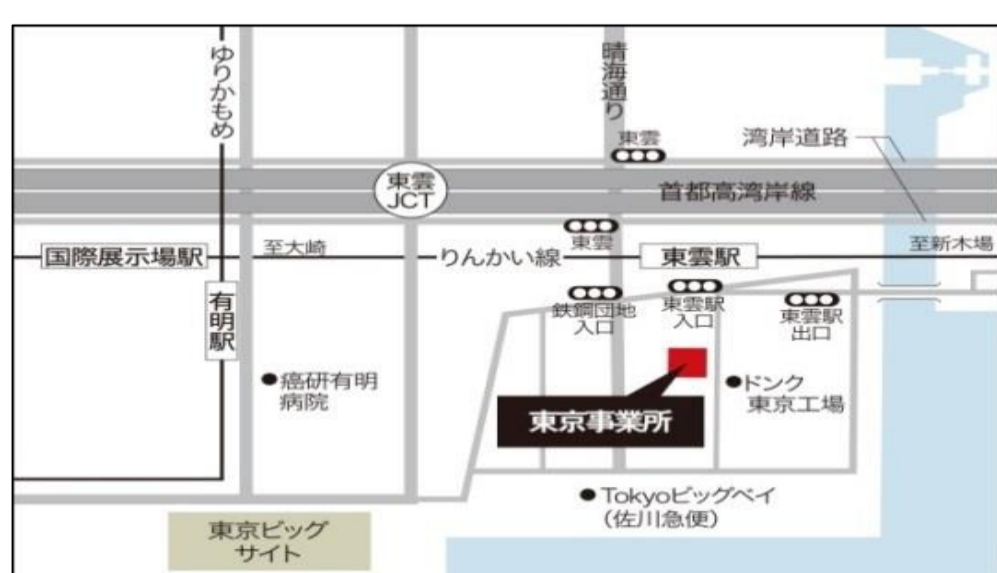 ゆりかもめ
晴海通り
東雲
湾岸道路
東雲
JCT
首都高湾岸線
東雲
国際展示場駅
至大崎
りんかい線
東雲駅
至新木場
有明駅
鉄鋼団地
入口
東雲駅
入口
東雲駅
出口
癌研有明
病院
ドンク
東京工場
東京事業所
Tokyoビッグベイ
(佐川急便)
東京ビッグ
サイト